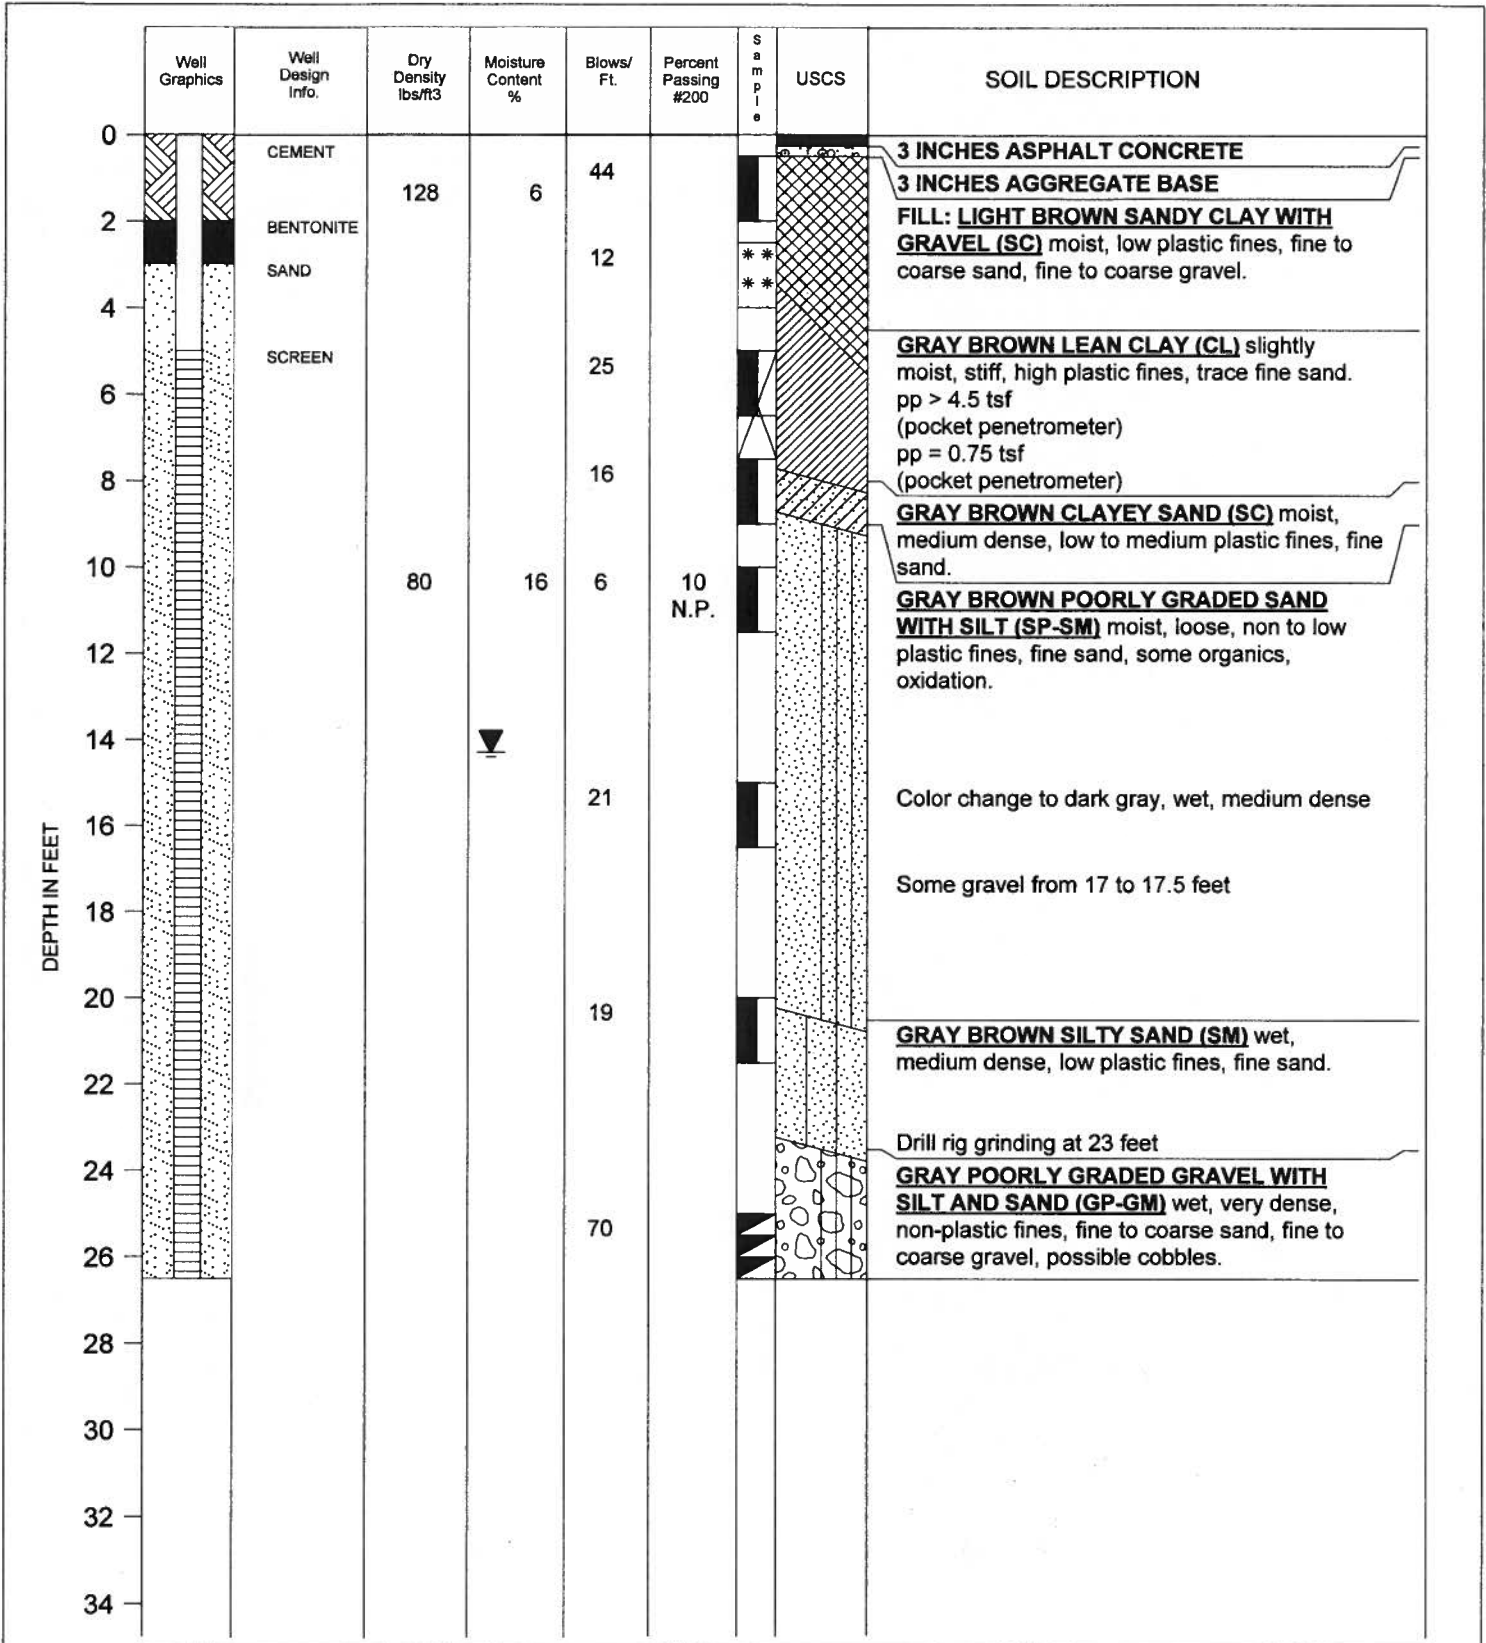 Well Graphics
Well Design Info.
Dry Density lbs/ft3
Moisture Content %
Blows/ Ft.
Percent Passing #200
Sample
USCS
SOIL DESCRIPTION
DEPTH IN FEET
0
2
4
6
8
10
12
14
16
18
20
22
24
26
28
30
32
34
CEMENT
BENTONITE
SAND
SCREEN
128
80
6
16
44
12
25
16
6
21
19
70
10
N.P.
3 INCHES ASPHALT CONCRETE
3 INCHES AGGREGATE BASE
FILL: LIGHT BROWN SANDY CLAY WITH
GRAVEL (SC) moist, low plastic fines, fine to
coarse sand, fine to coarse gravel.
GRAY BROWN LEAN CLAY (CL) slightly
moist, stiff, high plastic fines, trace fine sand.
pp > 4.5 tsf
(pocket penetrometer)
pp = 0.75 tsf
(pocket penetrometer)
GRAY BROWN CLAYEY SAND (SC) moist,
medium dense, low to medium plastic fines, fine
sand.
GRAY BROWN POORLY GRADED SAND
WITH SILT (SP-SM) moist, loose, non to low
plastic fines, fine sand, some organics,
oxidation.
Color change to dark gray, wet, medium dense
Some gravel from 17 to 17.5 feet
GRAY BROWN SILTY SAND (SM) wet,
medium dense, low plastic fines, fine sand.
Drill rig grinding at 23 feet
GRAY POORLY GRADED GRAVEL WITH
SILT AND SAND (GP-GM) wet, very dense,
non-plastic fines, fine to coarse sand, fine to
coarse gravel, possible cobbles.